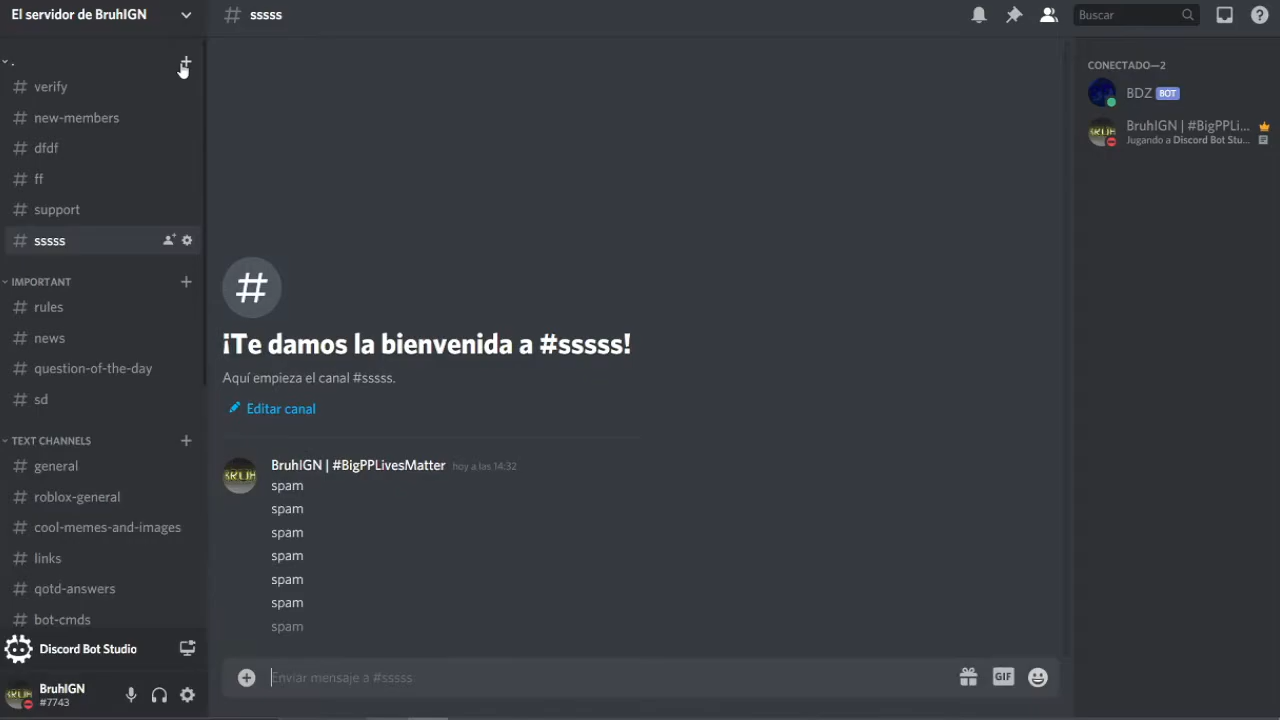 El servidor de BruhIGN
sssss
Buscar
.
verify
new-members
dfdf
ff
support
sssss
IMPORTANT
rules
news
question-of-the-day
sd
TEXT CHANNELS
general
roblox-general
cool-memes-and-images
links
qotd-answers
bot-cmds
Discord Bot Studio
BruhIGN
#7743
¡Te damos la bienvenida a #sssss!
Aquí empieza el canal #sssss.
Editar canal
BruhIGN | #BigPPLivesMatter hoy a las 14:32
spam
spam
spam
spam
spam
spam
spam
Enviar mensaje a #sssss
GIF
CONECTADO—2
BDZ BOT
BruhIGN | #BigPPLi...
Jugando a Discord Bot Stu...